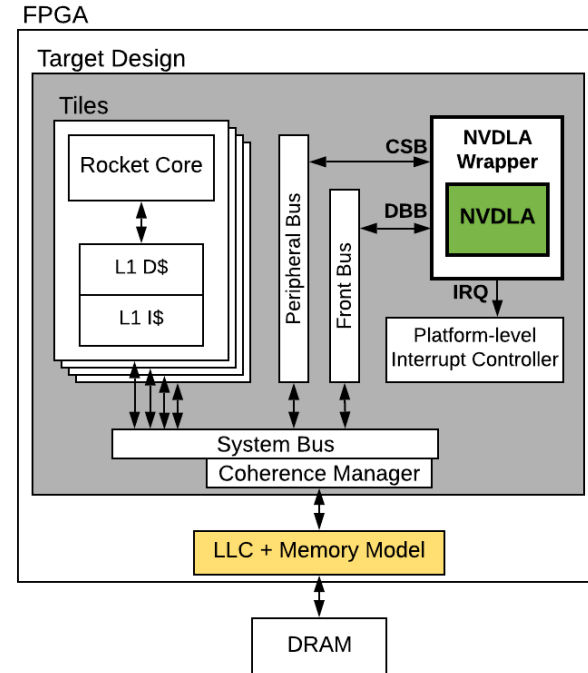 FPGA
Target Design
Tiles
Rocket Core
L1 D$
L1 I$
Peripheral Bus
Front Bus
CSB
DBB
NVDLA
Wrapper
NVDLA
IRQ
Platform-level
Interrupt Controller
System Bus
Coherence Manager
LLC + Memory Model
DRAM